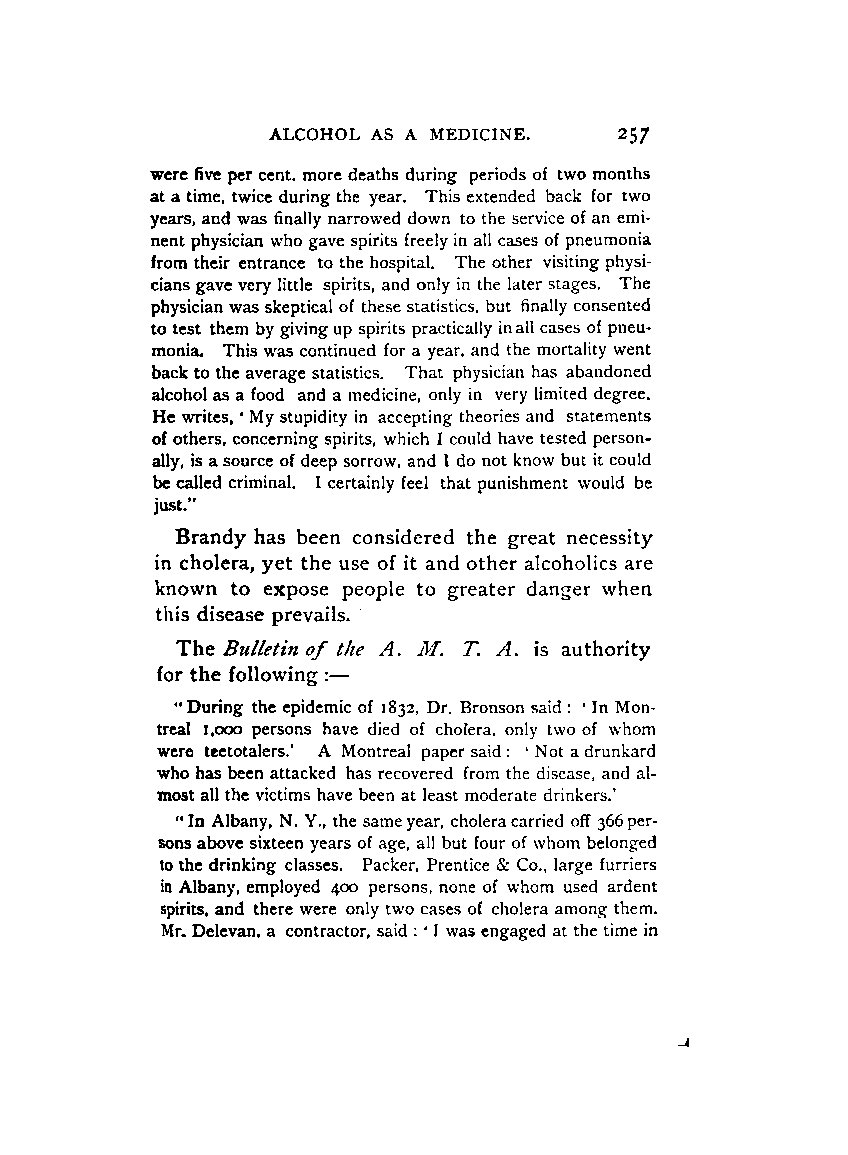 ALCOHOL AS A MEDICINE. 257
were five per cent. more deaths during periods of two months
at a time, twice during the year. This extended back for two
years, and was finally narrowed down to the service of an emi-
nent physician who gave spirits freely in all cases of pneumonia
from their entrance to the hospital. The other visiting physi-
cians gave very little spirits, and only in the later stages. The
physician was skeptical of these statistics, but finally consented
to test them by giving up spirits practically in all cases of pneu-
monia. This was continued for a year, and the mortality went
back to the average statistics. That physician has abandoned
alcohol as a food and a medicine, only in very limited degree.
He writes, ‘ My stupidity in accepting theories and statements
of others, concerning spirits, which I could have tested person-
ally, is a source of deep sorrow, and I do not know but it could
be called criminal. I certainly feel that punishment would be
just.”
Brandy has been considered the great necessity
in cholera, yet the use of it and other alcoholics are
known to expose people to greater danger when
this disease prevails.
The Bulletin of the A. M. T. A. is authority
for the following :—
“ During the epidemic of 1832, Dr. Bronson said : ‘ In Mon-
treal 1,000 persons have died of cholera, only two of whom
were teetotalers.’ A Montreal paper said : ‘ Not a drunkard
who has been attacked has recovered from the disease, and al-
most all the victims have been at least moderate drinkers.’
“ In Albany, N. Y., the same year, cholera carried off 366 per-
sons above sixteen years of age, all but four of whom belonged
to the drinking classes. Packer, Prentice & Co., large furriers
in Albany, employed 400 persons, none of whom used ardent
spirits, and there were only two cases of cholera among them.
Mr. Delevan, a contractor, said : ‘ I was engaged at the time in